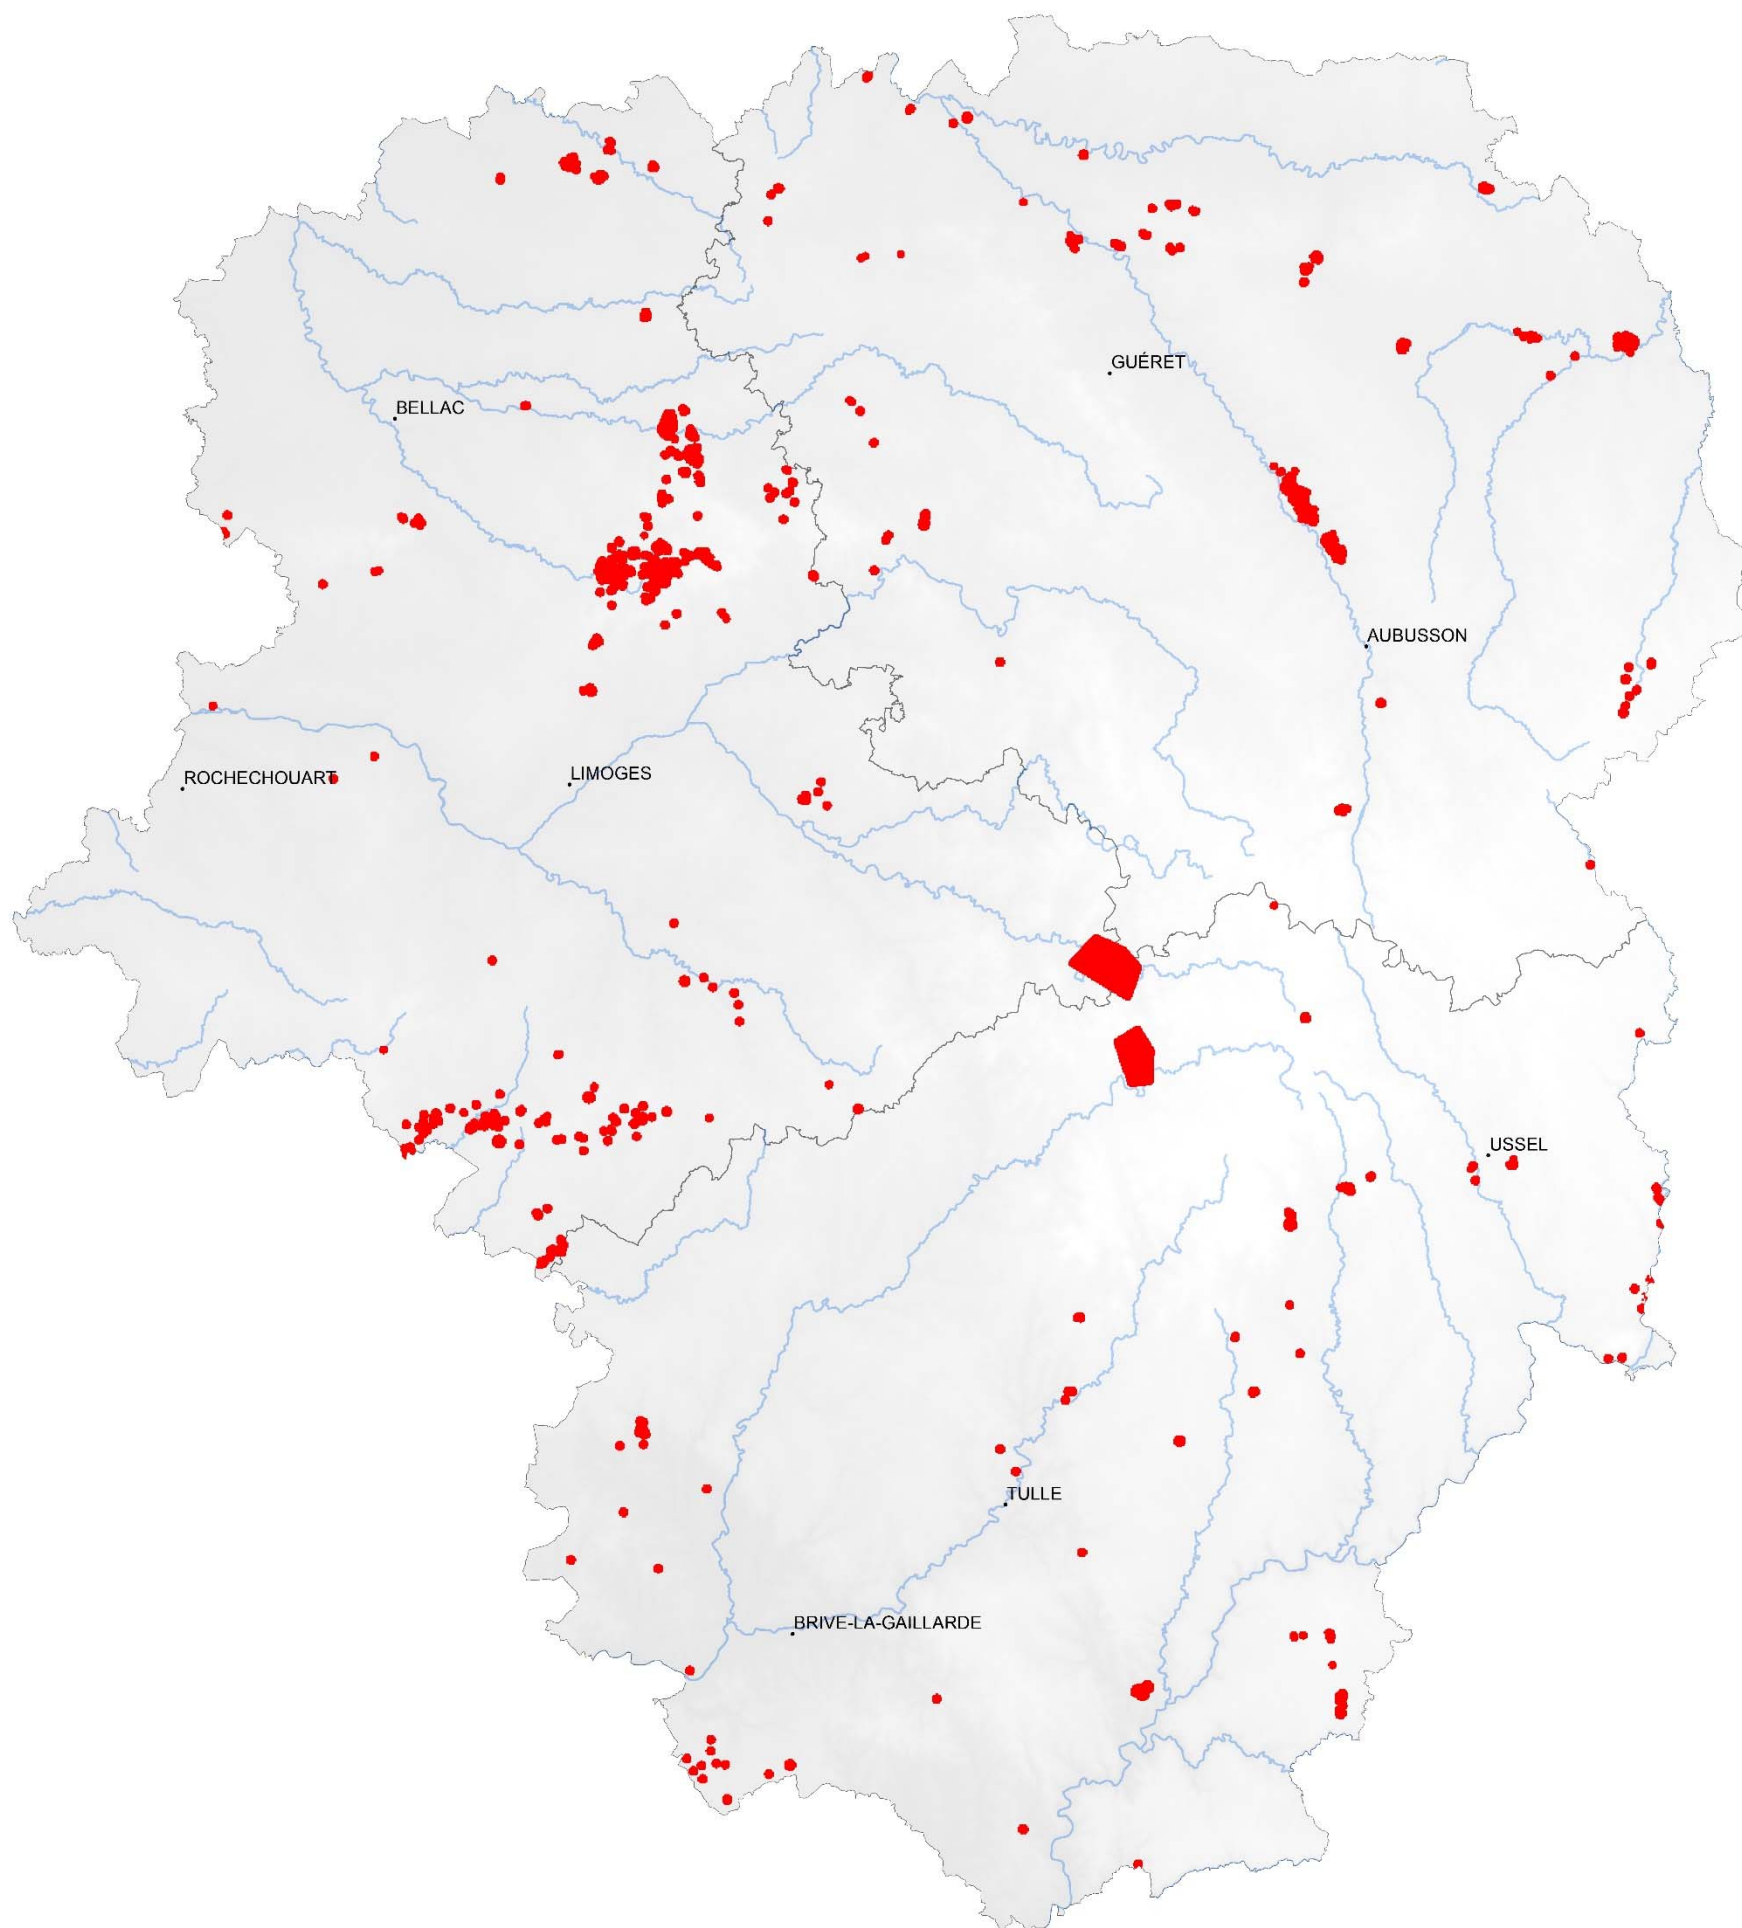 GUÉRET
BELLAC
AUBUSSON
ROCHECHOUART
LIMOGES
USSEL
TULLE
BRIVE-LA-GAILLARDE